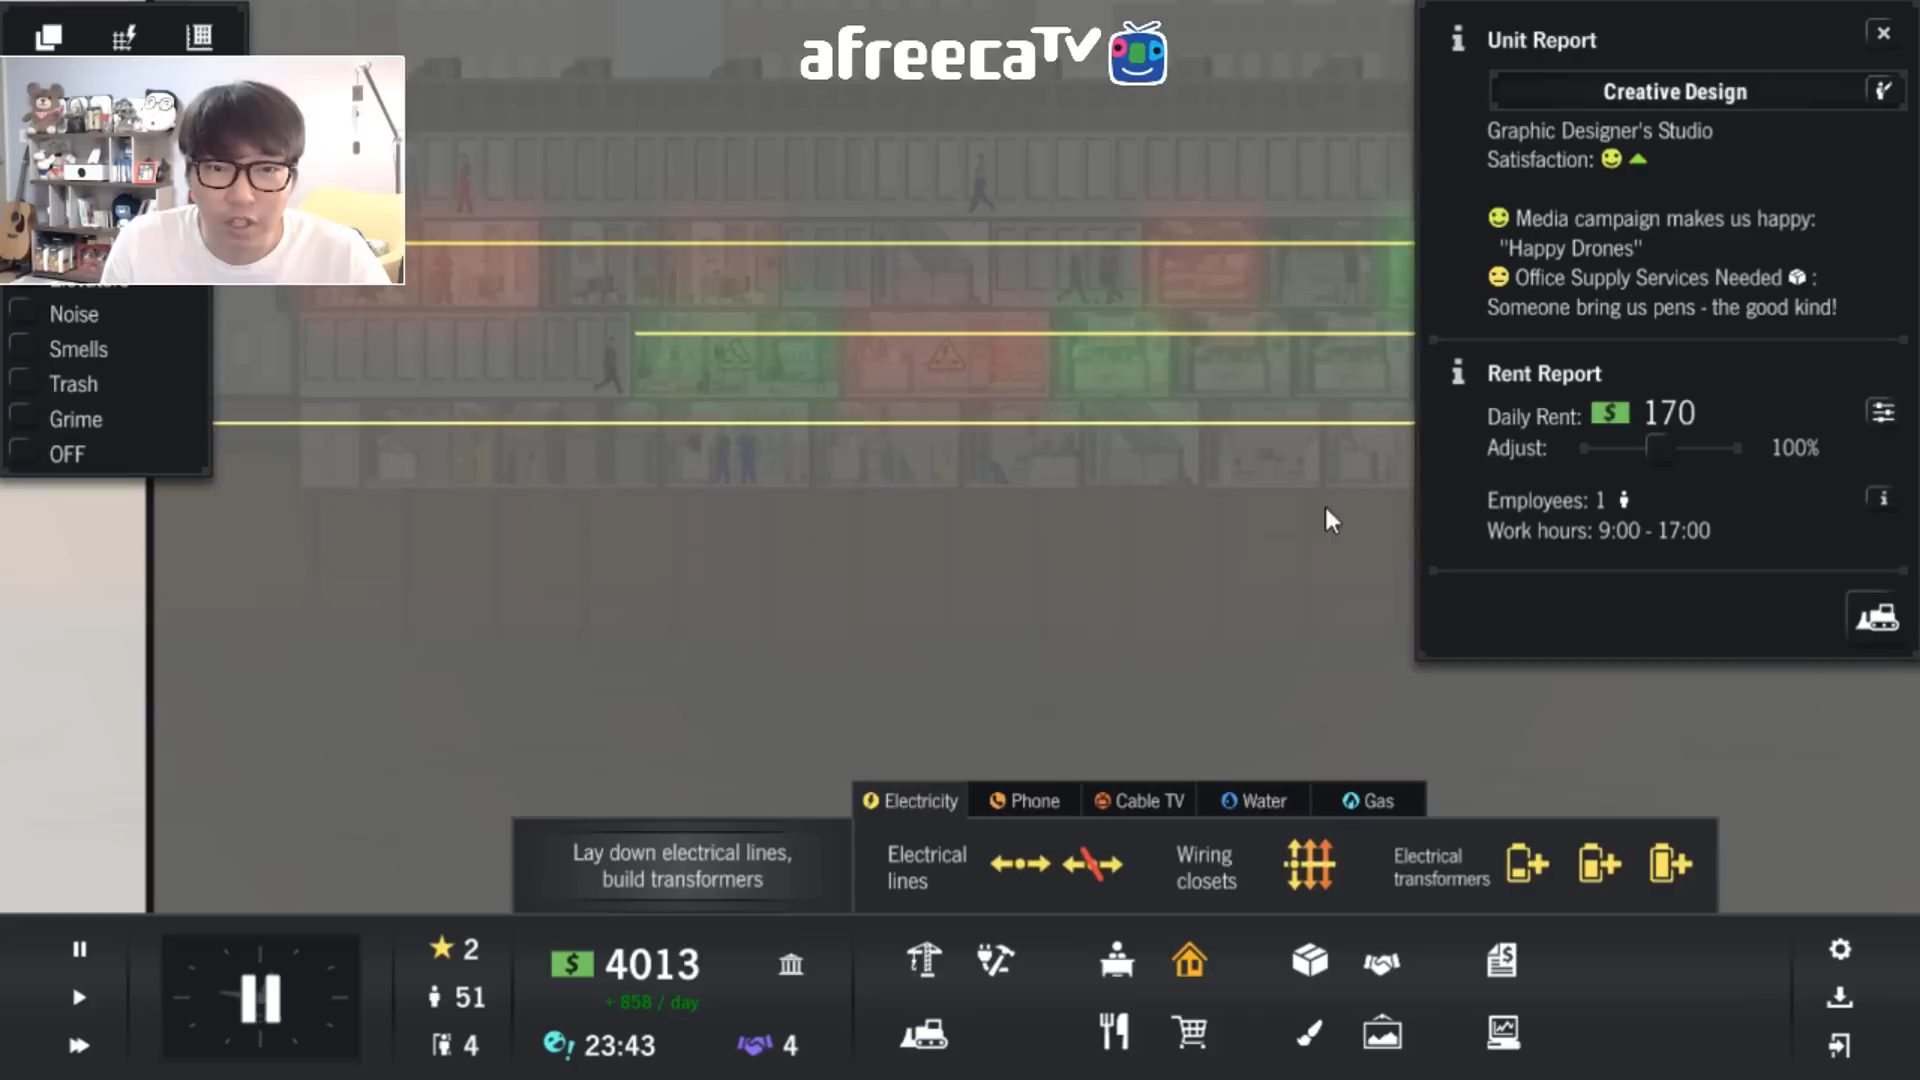 afreecaTV
Noise
Smells
Trash
Grime
OFF
Unit Report
Creative Design
Graphic Designer's Studio
Satisfaction:
Media campaign makes us happy:
"Happy Drones"
Office Supply Services Needed :
Someone bring us pens - the good kind!
Rent Report
Daily Rent: $ 170
Adjust: 100%
Employees: 1
Work hours: 9:00 - 17:00
Electricity Phone Cable TV Water Gas
Lay down electrical lines,
build transformers
Electrical
lines
Wiring
closets
Electrical
transformers
2
51
4
$ 4013
+ 858 / day
23:43
4